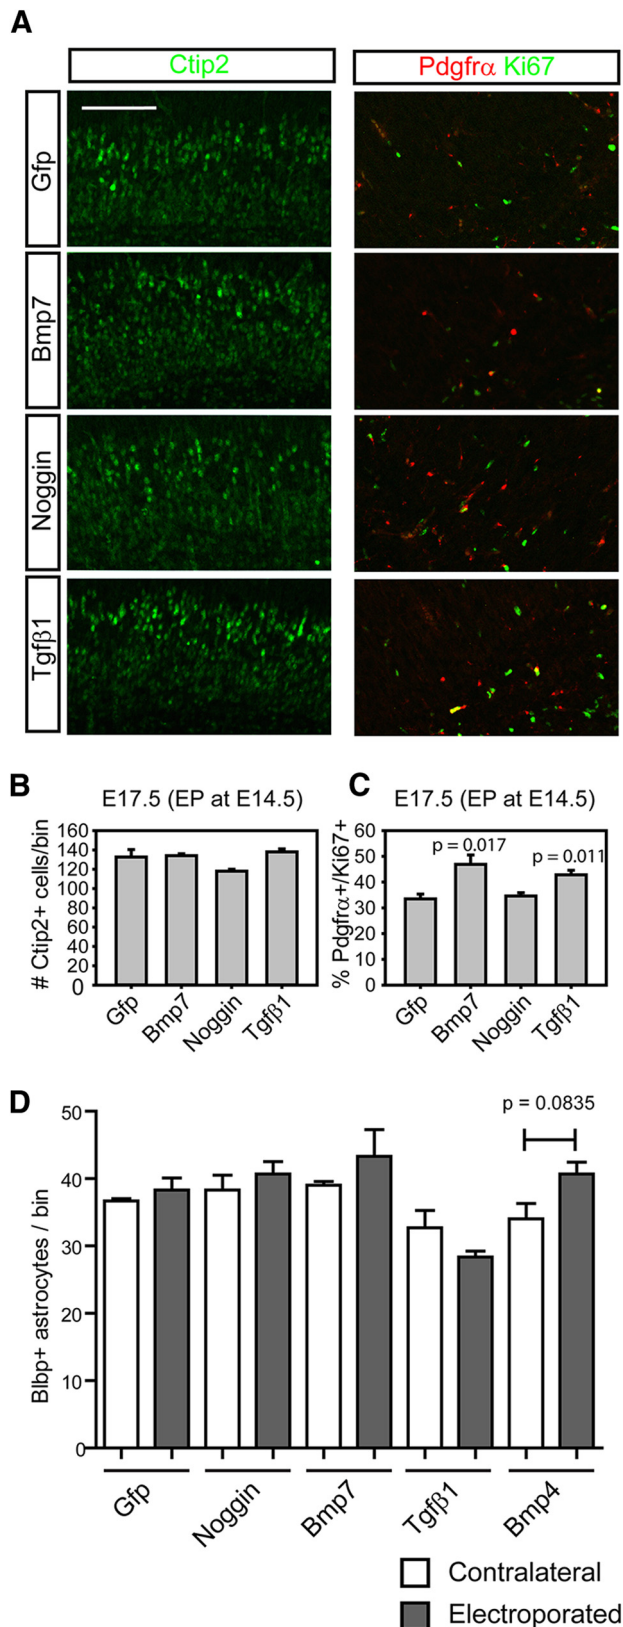 A
Ctip2
Pdgfrα Ki67
Gfp
Bmp7
Noggin
Tgfβ1
B
E17.5 (EP at E14.5)
# Ctip2+ cells/bin
160
140
120
100
80
60
40
20
0
Gfp
Bmp7
Noggin
Tgfβ1
C
E17.5 (EP at E14.5)
% Pdgfrα+/Ki67+
60
50
40
30
20
10
0
p = 0.017
p = 0.011
Gfp
Bmp7
Noggin
Tgfβ1
D
p = 0.0835
Blbp+ astrocytes / bin
50
40
30
20
10
0
Gfp
Noggin
Bmp7
Tgfβ1
Bmp4
Contralateral
Electroporated